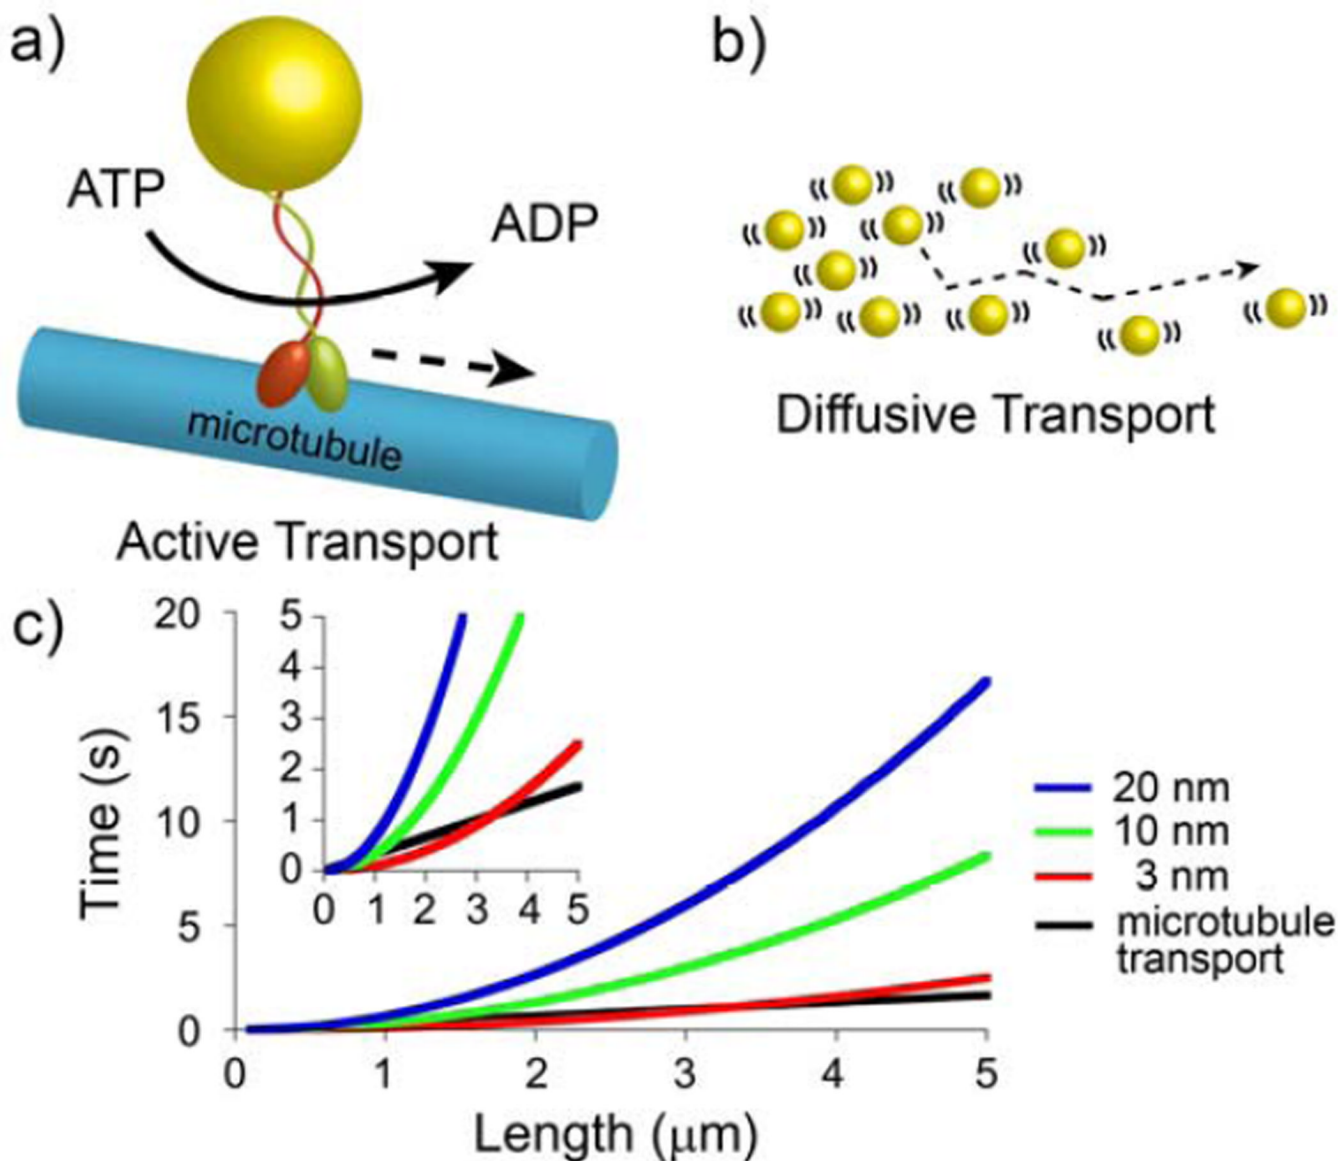 a)
ATP
ADP
microtubule
Active Transport
b)
Diffusive Transport
c)
Time (s)
20
15
10
5
0
5
4
3
2
1
0
0 1 2 3 4 5
0 1 2 3 4 5
Length (μm)
20 nm
10 nm
3 nm
microtubule
transport